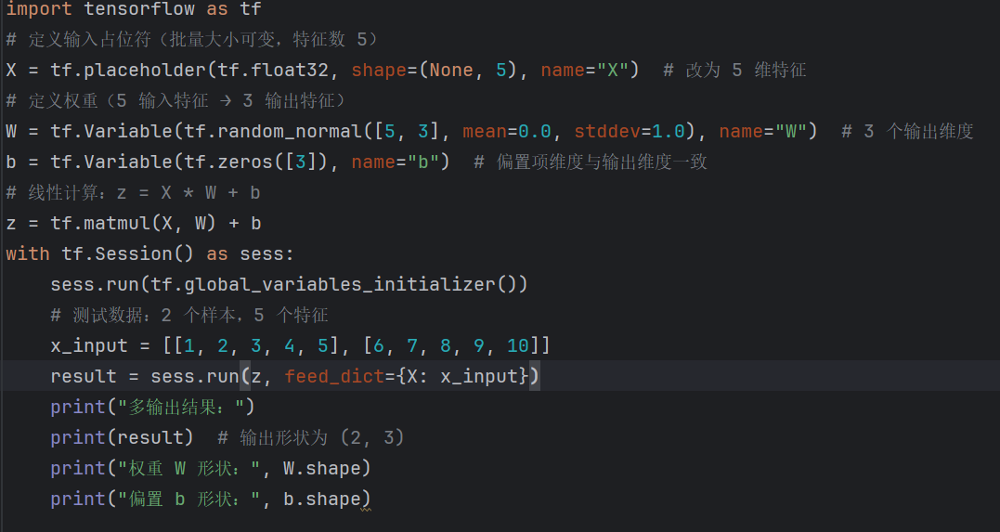 import tensorflow as tf
# 定义输入占位符（批量大小可变，特征数 5）
X = tf.placeholder(tf.float32, shape=(None, 5), name="X")  # 改为 5 维特征
# 定义权重（5 输入特征 → 3 输出特征）
W = tf.Variable(tf.random_normal([5, 3], mean=0.0, stddev=1.0), name="W")  # 3 个输出维度
b = tf.Variable(tf.zeros([3]), name="b")  # 偏置项维度与输出维度一致
# 线性计算：z = X * W + b
z = tf.matmul(X, W) + b
with tf.Session() as sess:
    sess.run(tf.global_variables_initializer())
    # 测试数据：2 个样本，5 个特征
    x_input = [[1, 2, 3, 4, 5], [6, 7, 8, 9, 10]]
    result = sess.run(z, feed_dict={X: x_input})
    print("多输出结果：")
    print(result)  # 输出形状为 (2, 3)
    print("权重 W 形状：", W.shape)
    print("偏置 b 形状：", b.shape)